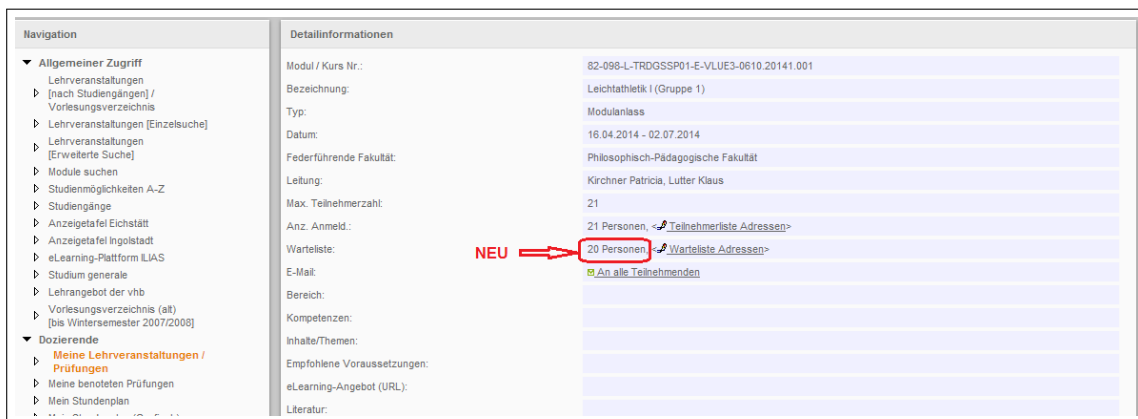 Navigation
Allgemeiner Zugriff
Lehrveranstaltungen
[nach Studiengängen] /
Vorlesungsverzeichnis
Lehrveranstaltungen [Einzelsuche]
Lehrveranstaltungen
[Erweiterte Suche]
Module suchen
Studienmöglichkeiten A-Z
Studiengänge
Anzeigetafel Eichstätt
Anzeigetafel Ingolstadt
eLearning-Plattform ILIAS
Studium generale
Lehrangebot der vhb
Vorlesungsverzeichnis (alt)
[bis Wintersemester 2007/2008]
Dozierende
Meine Lehrveranstaltungen /
Prüfungen
Meine benoteten Prüfungen
Mein Stundenplan
Detailinformationen
Modul / Kurs Nr.: 82-098-L-TRDGSSP01-E-VLUE3-0610.20141.001
Bezeichnung: Leichtathletik I (Gruppe 1)
Typ: Modulanlass
Datum: 16.04.2014 - 02.07.2014
Federführende Fakultät: Philosophisch-Pädagogische Fakultät
Leitung: Kirchner Patricia, Lutter Klaus
Max. Teilnehmerzahl: 21
Anz. Anmeld.: 21 Personen, < Teilnehmerliste Adressen>
Warteliste: NEU 20 Personen, < Warteliste Adressen>
E-Mail: An alle Teilnehmenden
Bereich:
Kompetenzen:
Inhalte/Themen:
Empfohlene Voraussetzungen:
eLearning-Angebot (URL):
Literatur: